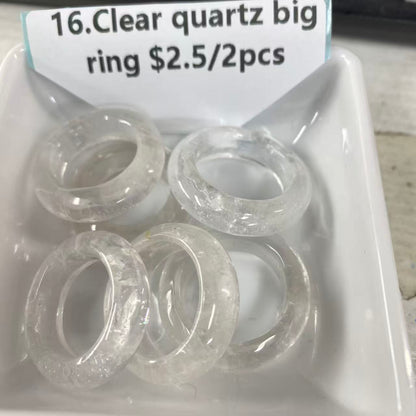 16.Clear quartz big
ring $2.5/2pcs